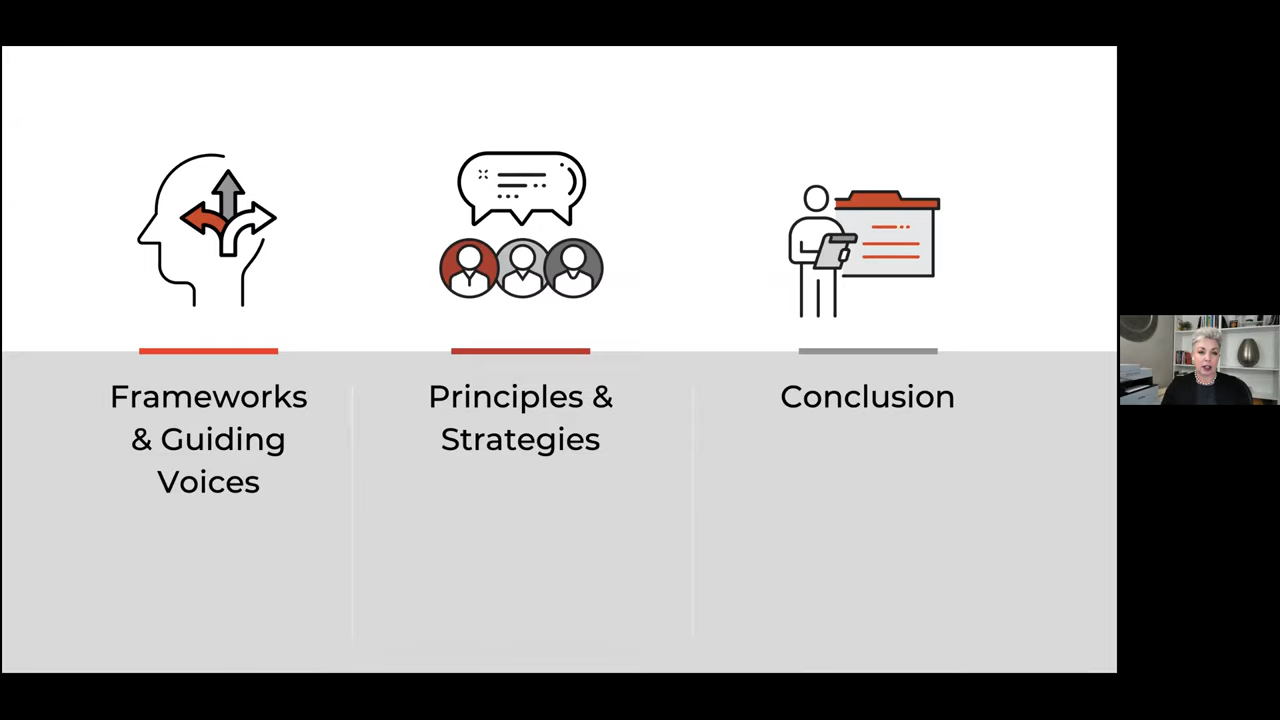 Frameworks
& Guiding
Voices
Principles &
Strategies
Conclusion